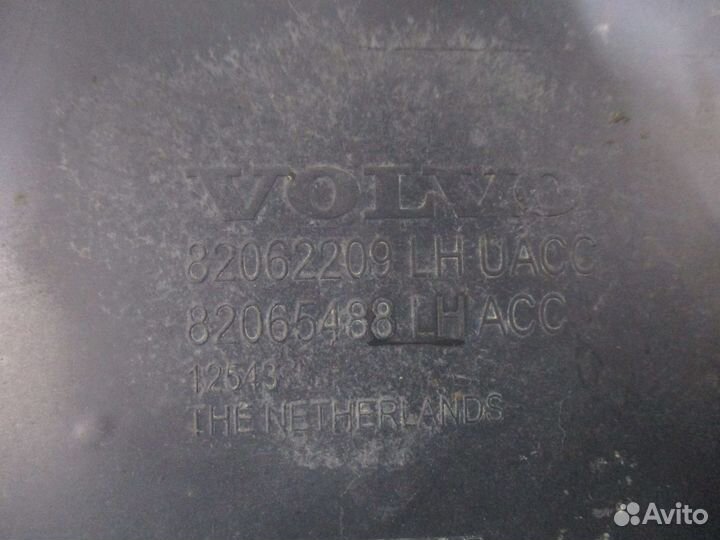 VOLVO
82062209 LH UACC
82065488 LH ACC
12543
THE NETHERLANDS
Avito